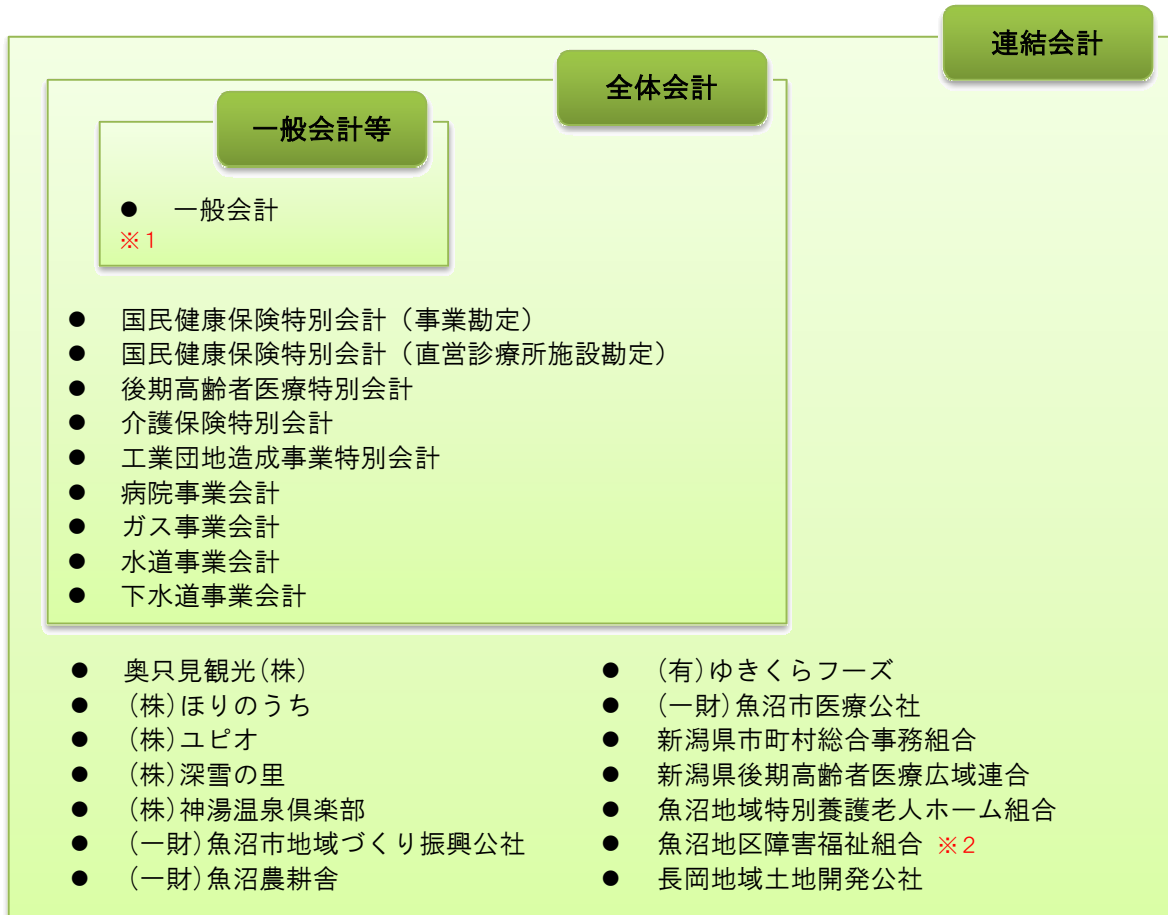 連結会計
全体会計
一般会計等
● 一般会計
※1
● 国民健康保険特別会計（事業勘定）
● 国民健康保険特別会計（直営診療所施設勘定）
● 後期高齢者医療特別会計
● 介護保険特別会計
● 工業団地造成事業特別会計
● 病院事業会計
● ガス事業会計
● 水道事業会計
● 下水道事業会計
● 奥只見観光(株)
● (株)ほりのうち
● (株)ユピオ
● (株)深雪の里
● (株)神湯温泉倶楽部
● (一財)魚沼市地域づくり振興公社
● (一財)魚沼農耕舎
● (有)ゆきくらフーズ
● (一財)魚沼市医療公社
● 新潟県市町村総合事務組合
● 新潟県後期高齢者医療広域連合
● 魚沼地域特別養護老人ホーム組合
● 魚沼地区障害福祉組合 ※2
● 長岡地域土地開発公社